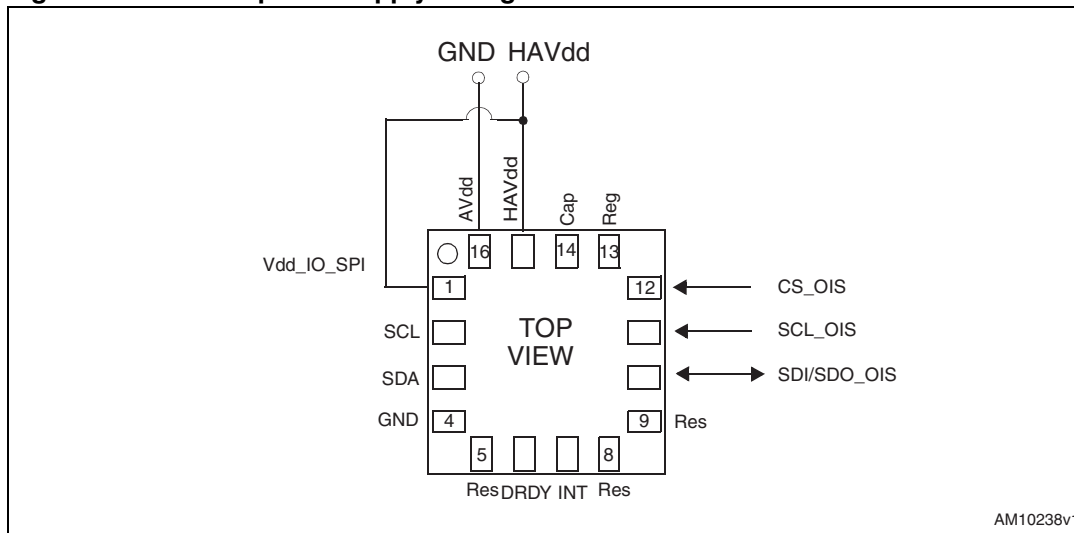 GND HAVdd
AVdd
HAVdd
Cap
Reg
16
14
13
Vdd_IO_SPI
1
12
CS_OIS
SCL
TOP
VIEW
SCL_OIS
SDA
SDI/SDO_OIS
GND
4
9
Res
5
8
Res DRDY INT Res
AM10238v1